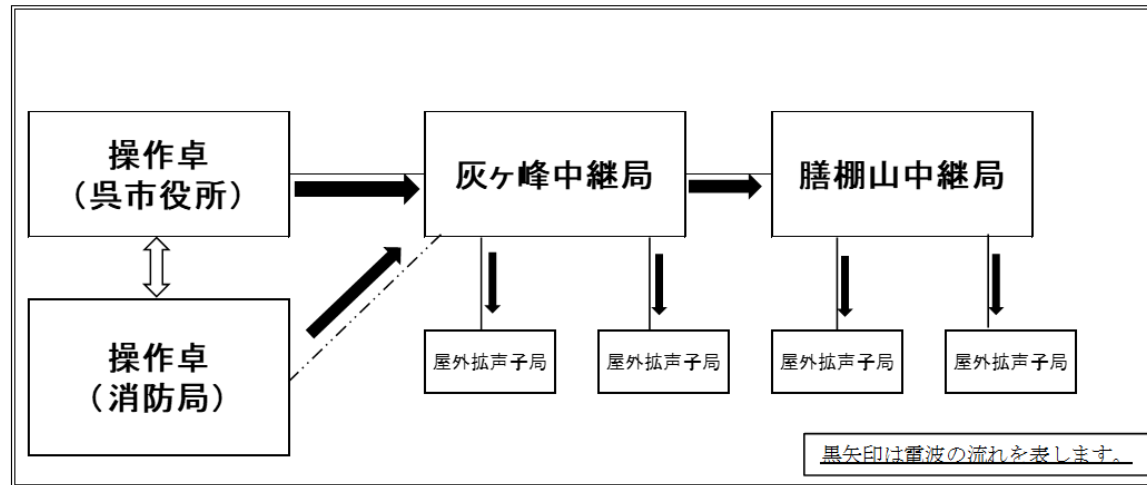 操作卓
（呉市役所）
灰ヶ峰中継局
膳棚山中継局
操作卓
（消防局）
屋外拡声子局
屋外拡声子局
屋外拡声子局
屋外拡声子局
黒矢印は電波の流れを表します。